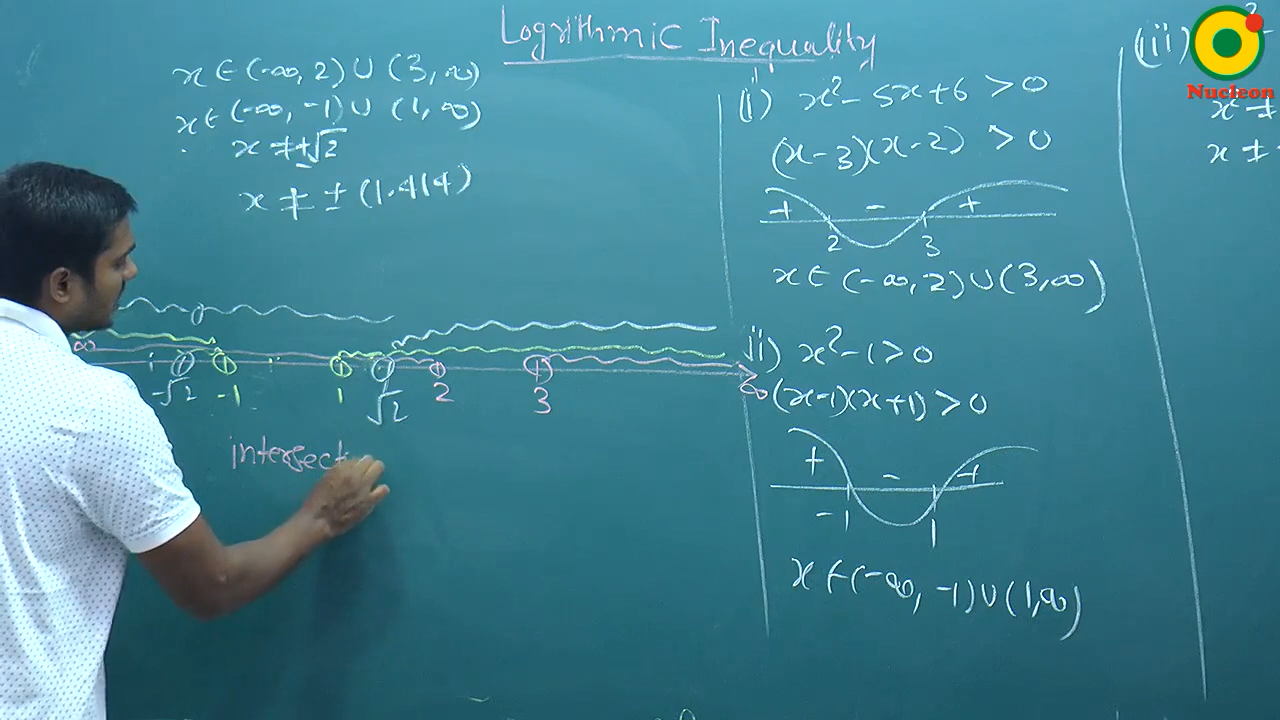 Logrithmic Inequality
x ∈ (-∞, 2) ∪ (3, ∞)
x ∈ (-∞, -1) ∪ (1, ∞)
x ≠ ±√2
x ≠ ± (1.414)
∞ -√2 -1 1 √2 2 3 ∞
intersect
(i) x² - 5x + 6 > 0
(x-3)(x-2) > 0
+ - +
2 3
x ∈ (-∞, 2) ∪ (3, ∞)
ii) x² - 1 > 0
(x-1)(x+1) > 0
+ - +
-1 1
x ∈ (-∞, -1) ∪ (1, ∞)
(iii)
x ≠
x ≠
Nucleon